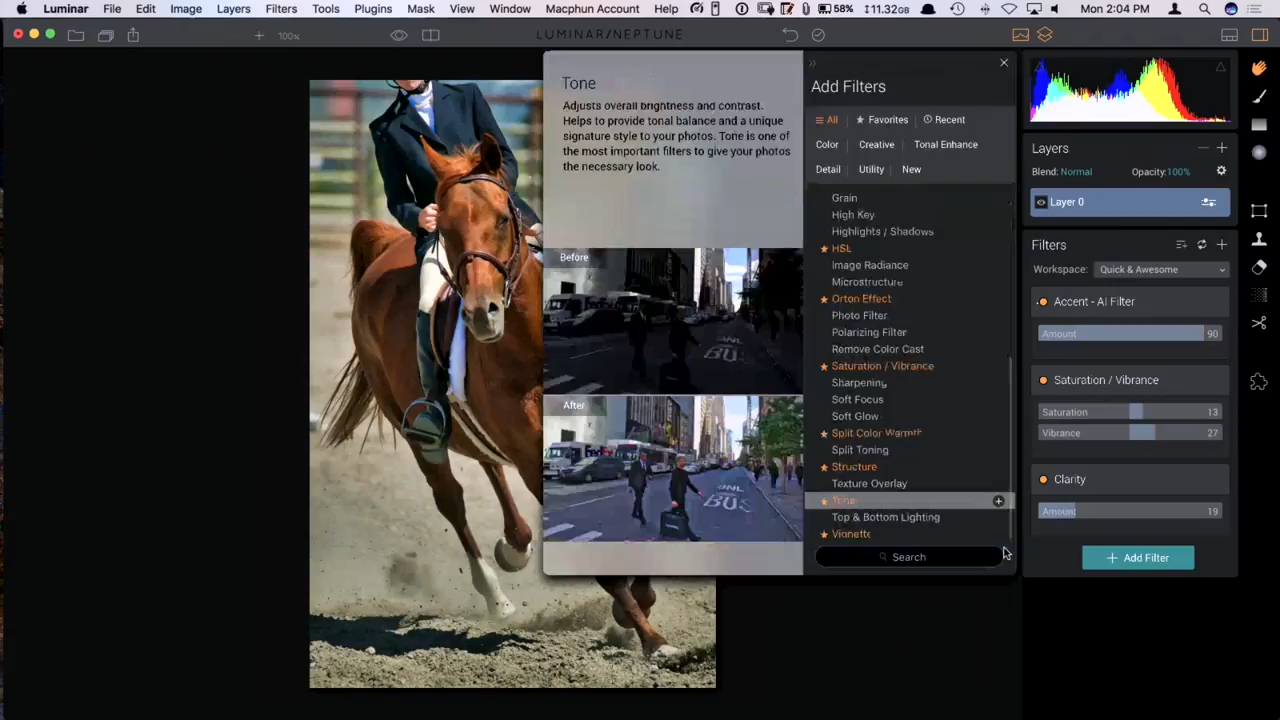 Luminar File Edit Image Layers Filters Tools Plugins Mask View Window Macphun Account Help 58% 11.32GB Mon 2:04 PM
100% LUMINAR/NEPTUNE
Tone
Adjusts overall brightness and contrast.
Helps to provide tonal balance and a unique
signature style to your photos. Tone is one of
the most important filters to give your photos
the necessary look.
Before
BUS
After
ONL
BUS
Add Filters
All Favorites Recent
Color Creative Tonal Enhance
Detail Utility New
Grain
High Key
Highlights / Shadows
HSL
Image Radiance
Microstructure
Orton Effect
Photo Filter
Polarizing Filter
Remove Color Cast
Saturation / Vibrance
Sharpening
Soft Focus
Soft Glow
Split Color Warmth
Split Toning
Structure
Texture Overlay
Tone
Top & Bottom Lighting
Vignette
Search
Layers
Blend: Normal Opacity:100%
Layer 0
Filters
Workspace: Quick & Awesome
Accent - AI Filter
Amount 90
Saturation / Vibrance
Saturation 13
Vibrance 27
Clarity
Amount 19
+ Add Filter